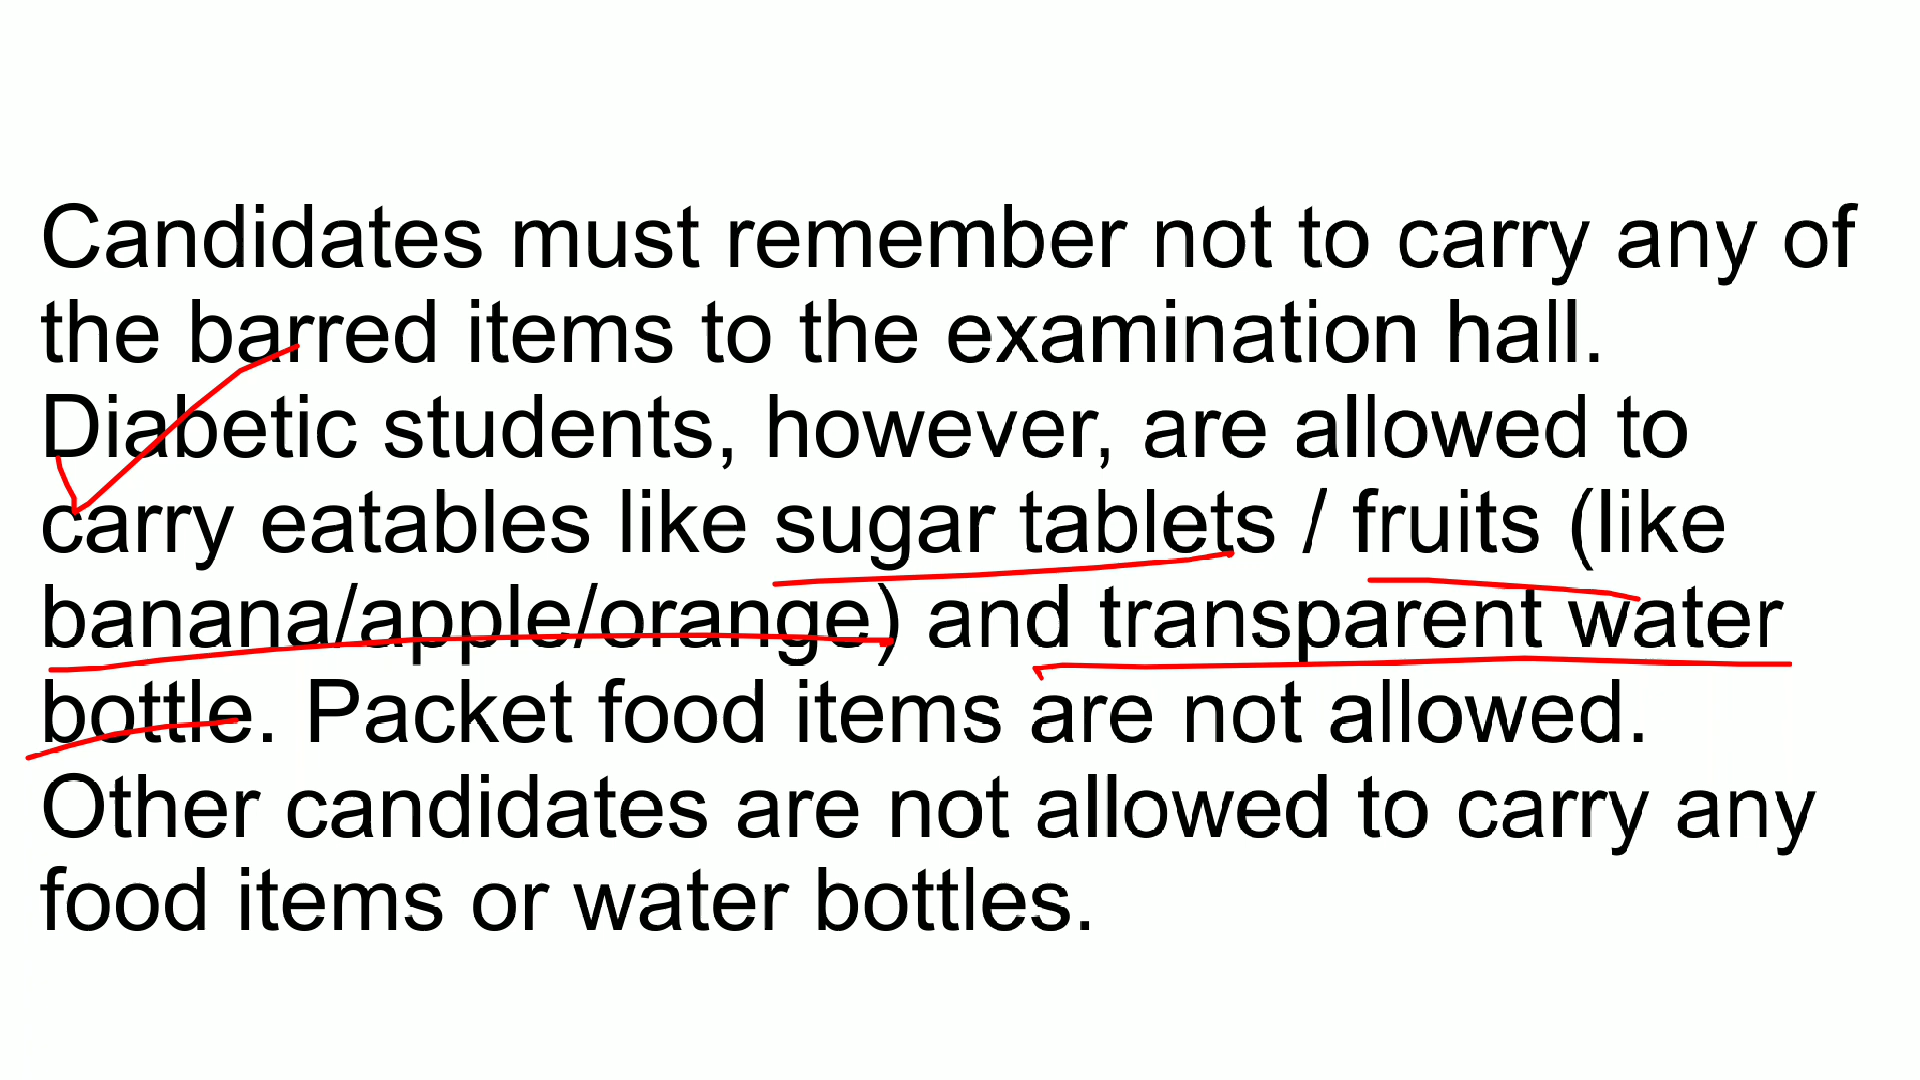 Candidates must remember not to carry any of
the barred items to the examination hall.
Diabetic students, however, are allowed to
carry eatables like sugar tablets / fruits (like
banana/apple/orange) and transparent water
bottle. Packet food items are not allowed.
Other candidates are not allowed to carry any
food items or water bottles.